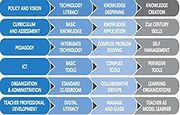 POLICY AND VISION
TECHNOLOGY LITERACY
KNOWLEDGE DEEPENING
KNOWLEDGE CREATION
CURRICULUM AND ASSESSMENT
BASIC KNOWLEDGE
KNOWLEDGE APPLICATION
21st CENTURY SKILLS
PEDAGOGY
INTEGRATE TECHNOLOGY
COMPLEX PROBLEM SOLVING
SELF MANAGEMENT
ICT
BASIC TOOLS
COMPLEX TOOLS
PERVASIVE TOOLS
ORGANIZATION & ADMINISTRATION
STANDARD CLASSROOM
COLLABORATIVE GROUPS
LEARNING ORGANIZATIONS
TEACHER PROFESSIONAL DEVELOPMENT
DIGITAL LITERACY
MANAGE AND GUIDE
TEACHER AS MODEL LEARNER